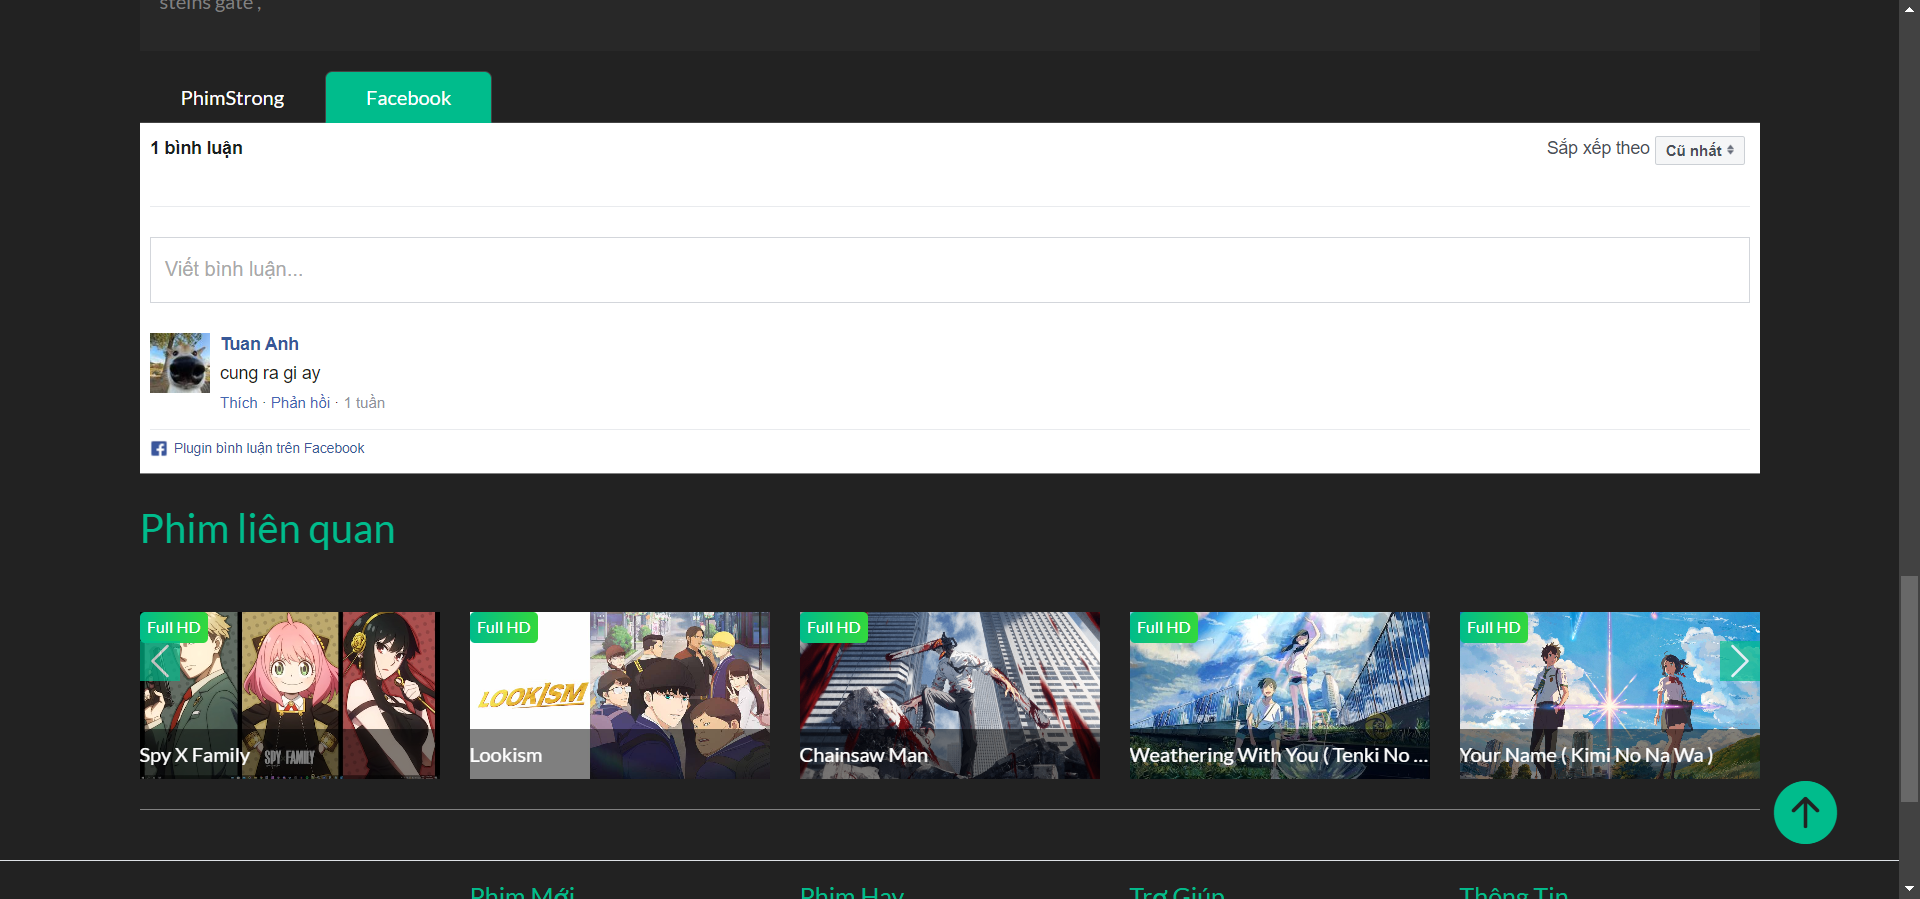 steins gate ,
PhimStrong
Facebook
1 bình luận
Sắp xếp theo
Cũ nhất
Viết bình luận...
Tuan Anh
cung ra gi ay
Thích · Phản hồi · 1 tuần
Plugin bình luận trên Facebook
Phim liên quan
Full HD
SPY FAMILY
Spy X Family
Full HD
LOOKISM
Lookism
Full HD
Chainsaw Man
Full HD
Weathering With You ( Tenki No ...
Full HD
Your Name ( Kimi No Na Wa )
Phim Mới
Phim Hay
Trợ Giúp
Thông Tin